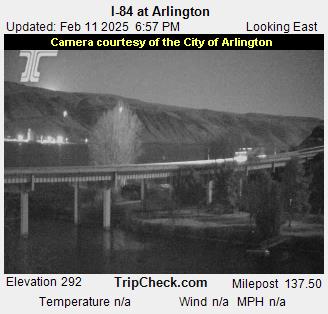 I-84 at Arlington
Updated: Feb 11 2025 6:57 PM Looking East
Camera courtesy of the City of Arlington
Elevation 292 TripCheck.com Milepost 137.50
Temperature n/a Wind n/a MPH n/a